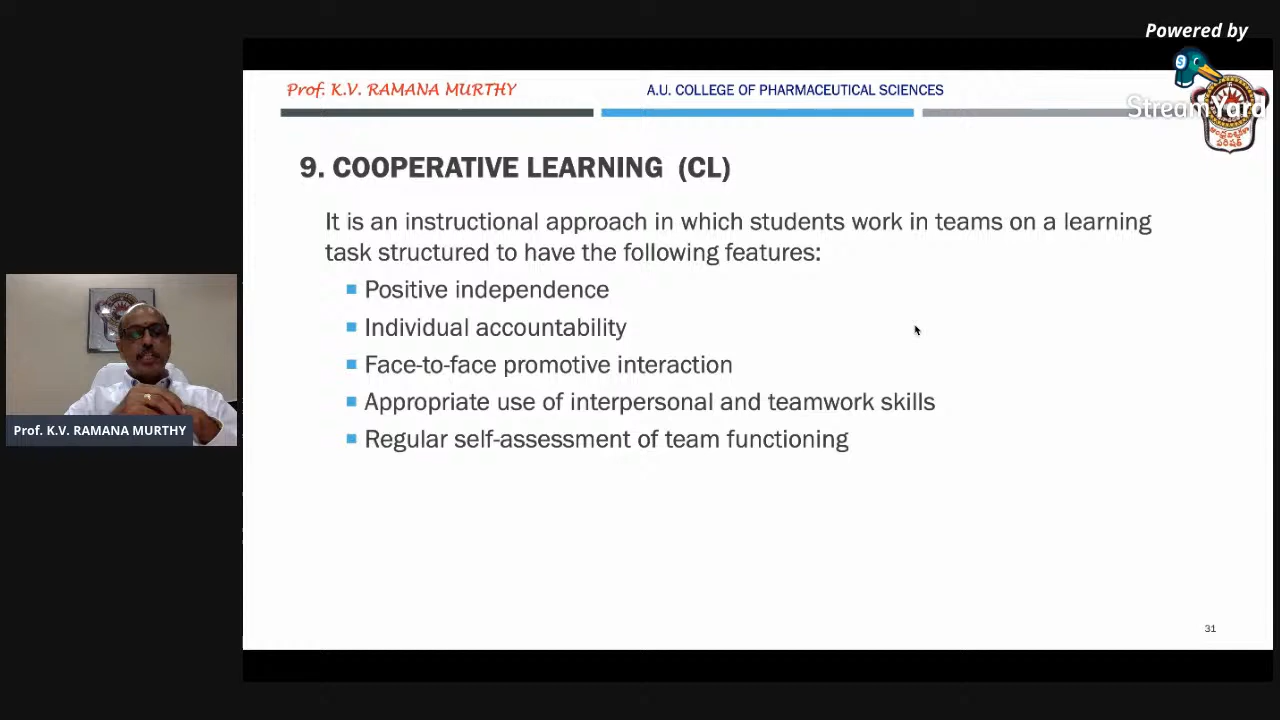 Powered by
StreamYard
Prof. K.V. RAMANA MURTHY
A.U. COLLEGE OF PHARMACEUTICAL SCIENCES
9. COOPERATIVE LEARNING (CL)
It is an instructional approach in which students work in teams on a learning
task structured to have the following features:
Positive independence
Individual accountability
Face-to-face promotive interaction
Appropriate use of interpersonal and teamwork skills
Regular self-assessment of team functioning
Prof. K.V. RAMANA MURTHY
31